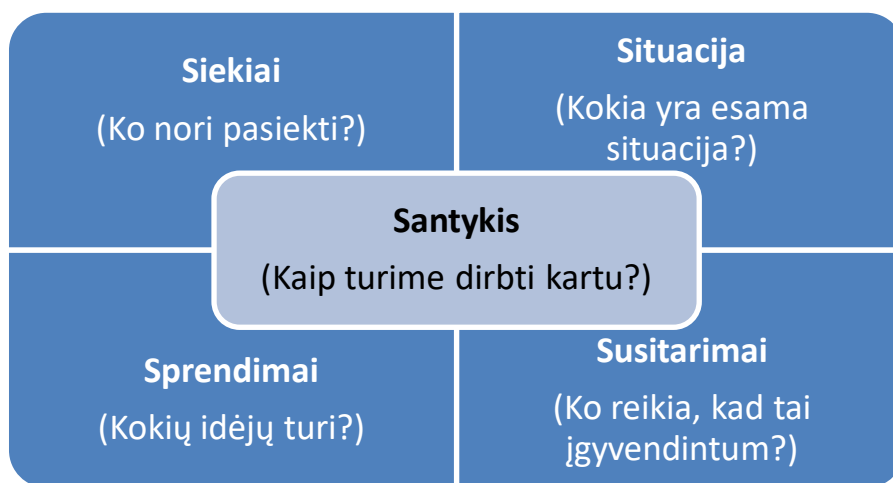 Siekiai
(Ko nori pasiekti?)
Situacija
(Kokia yra esama
situacija?)
Santykis
(Kaip turime dirbti kartu?)
Sprendimai
(Kokių idėjų turi?)
Susitarimai
(Ko reikia, kad tai
įgyvendintum?)